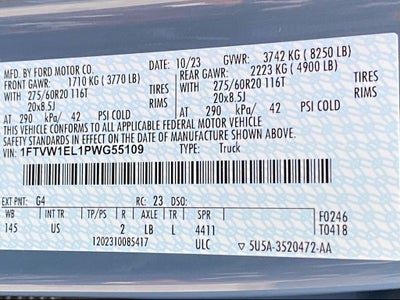 MFD. BY FORD MOTOR CO. DATE: 10/23 GVWR: 3742 KG ( 8250 LB)
FRONT GAWR: 1710 KG ( 3770 LB) REAR GAWR: 2223 KG ( 4900 LB)
WITH 275/60R20 116T TIRES WITH 275/60R20 116T TIRES
20x8.5J RIMS 20x8.5J RIMS
AT 290 kPa/ 42 PSI COLD AT 290 kPa/ 42 PSI COLD
THIS VEHICLE CONFORMS TO ALL APPLICABLE FEDERAL MOTOR VEHICLE
SAFETY STANDARDS IN EFFECT ON THE DATE OF MANUFACTURE SHOWN ABOVE.
VIN: 1FTVW1EL1PWG55109 TYPE: Truck
EXT PNT: G4 RC: 23 DSO:
WB INT TR TP/PS R AXLE TR SPR F0246
145 US 2 LB L 4411 T0418
1202310085417 ULC 5U5A-3520472-AA